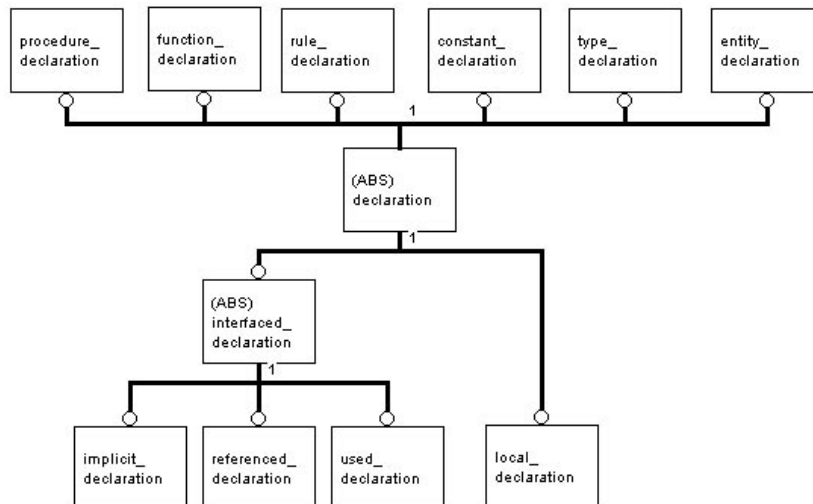 procedure_
declaration
function_
declaration
rule_
declaration
constant_
declaration
type_
declaration
entity_
declaration
1
(ABS)
declaration
1
(ABS)
interfaced_
declaration
1
implicit_
declaration
referenced_
declaration
used_
declaration
local_
declaration